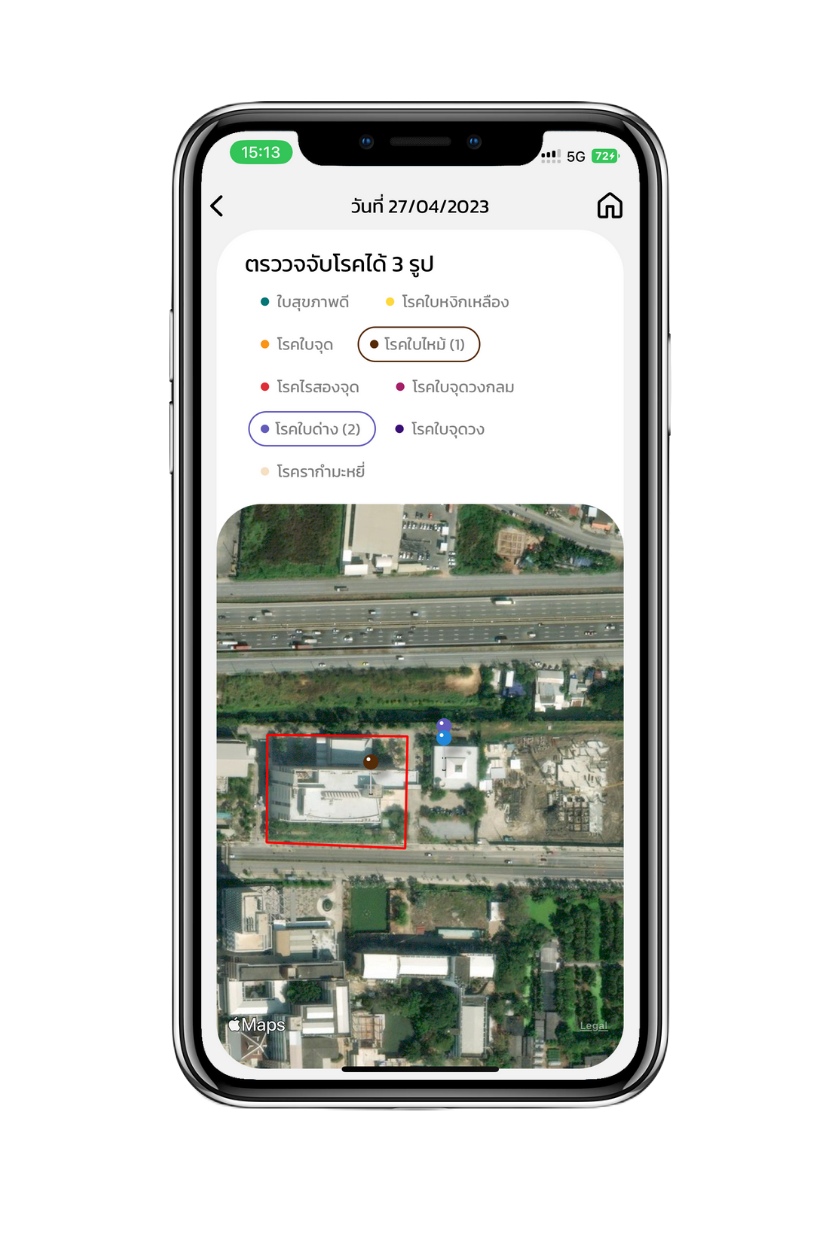 15:13
5G 72
วันที่ 27/04/2023
ตรววจจับโรคได้ 3 รูป
ใบสุขภาพดี โรคใบหงิกเหลือง
โรคใบจุด โรคใบไหม้ (1)
โรคไรสองจุด โรคใบจุดวงกลม
โรคใบด่าง (2) โรคใบจุดวง
โรครากำมะหยี่
Maps Legal